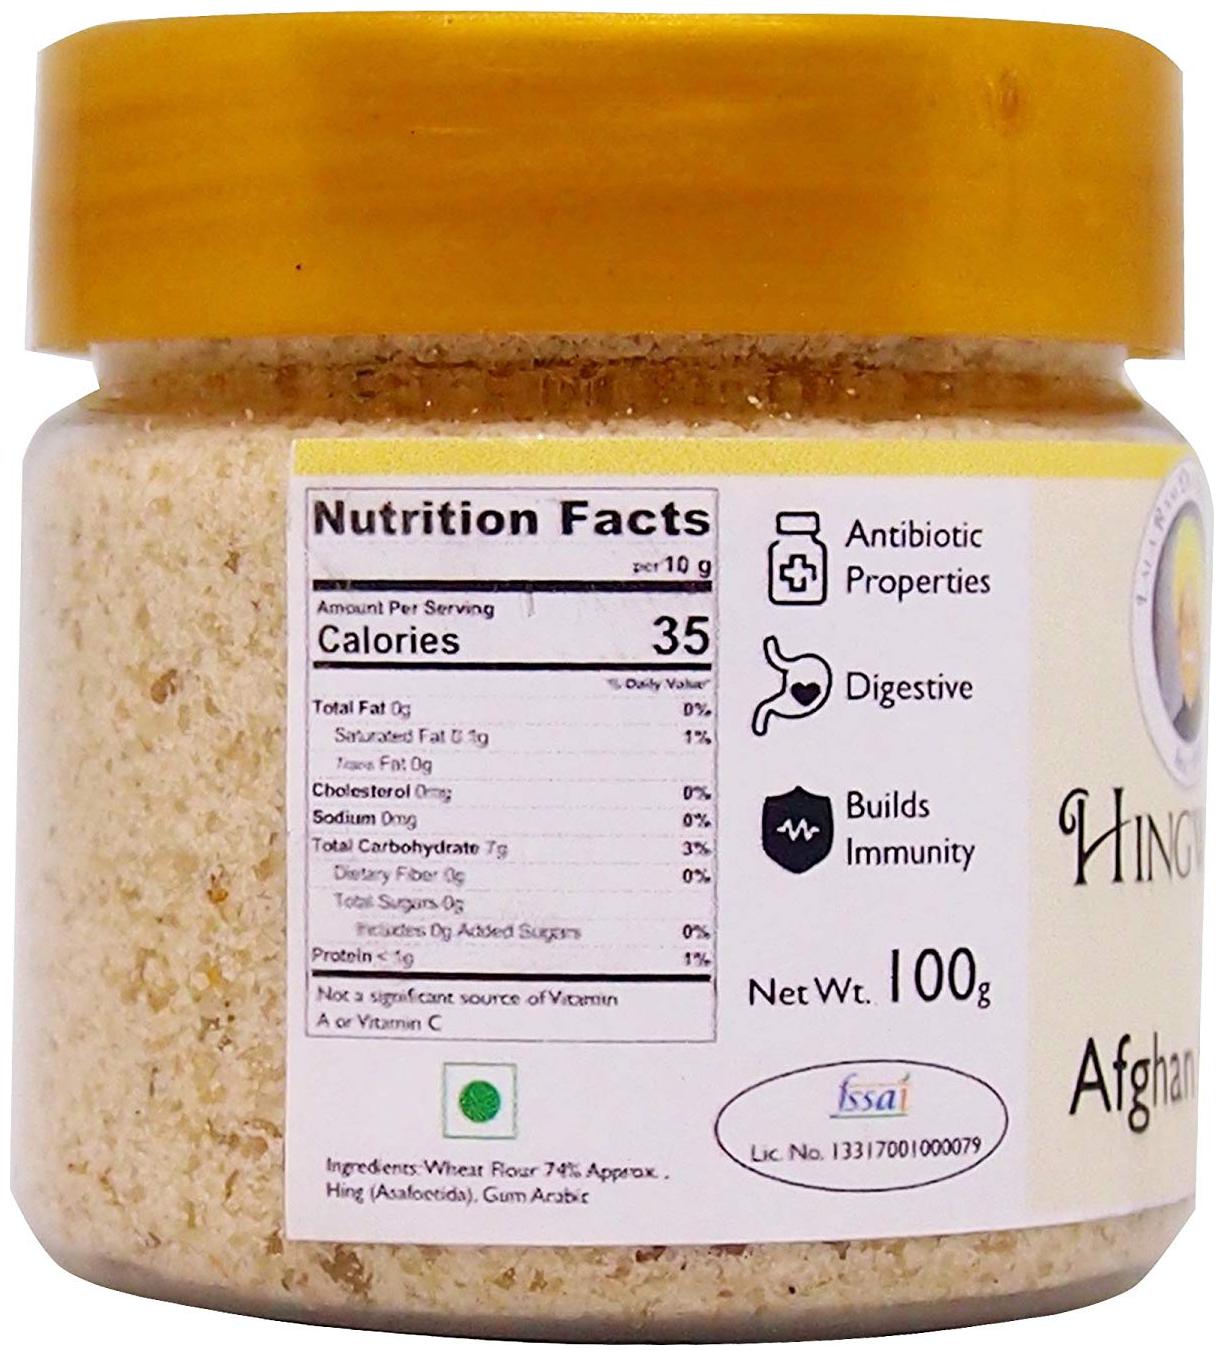 Nutrition Facts
per 10 g
Amount Per Serving
Calories 35
% Daily Value*
Total Fat 0g 0%
Saturated Fat 0.1g 1%
Trans Fat 0g
Cholesterol 0mg 0%
Sodium 0mg 0%
Total Carbohydrate 7g 3%
Dietary Fiber 0g 0%
Total Sugars 0g
Includes 0g Added Sugars 0%
Protein < 1g 1%
Not a significant source of Vitamin
A or Vitamin C
Ingredients: Wheat Flour 74% Approx.,
Hing (Asafoetida), Gum Arabic
Antibiotic
Properties
Digestive
Builds
Immunity
Net Wt. 100g
fssai
Lic. No. 13317001000079
HING
Afghan